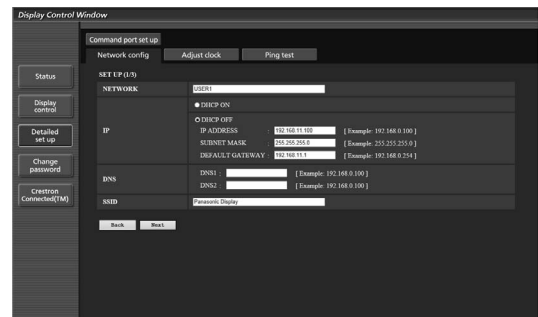 Display Control Window
Command port set up
Network config Adjust clock Ping test
Status
Display
control
Detailed
set up
Change
password
Crestron
Connected(TM)
SET UP (1/3)
NETWORK USER1
IP
DHCP ON
DHCP OFF
IP ADDRESS : 192.168.11.100 [ Example: 192.168.0.100 ]
SUBNET MASK : 255.255.255.0 [ Example: 255.255.255.0 ]
DEFAULT GATEWAY : 192.168.11.1 [ Example: 192.168.0.254 ]
DNS
DNS1 : [ Example: 192.168.0.100 ]
DNS2 : [ Example: 192.168.0.100 ]
SSID Panasonic Display
Back Next